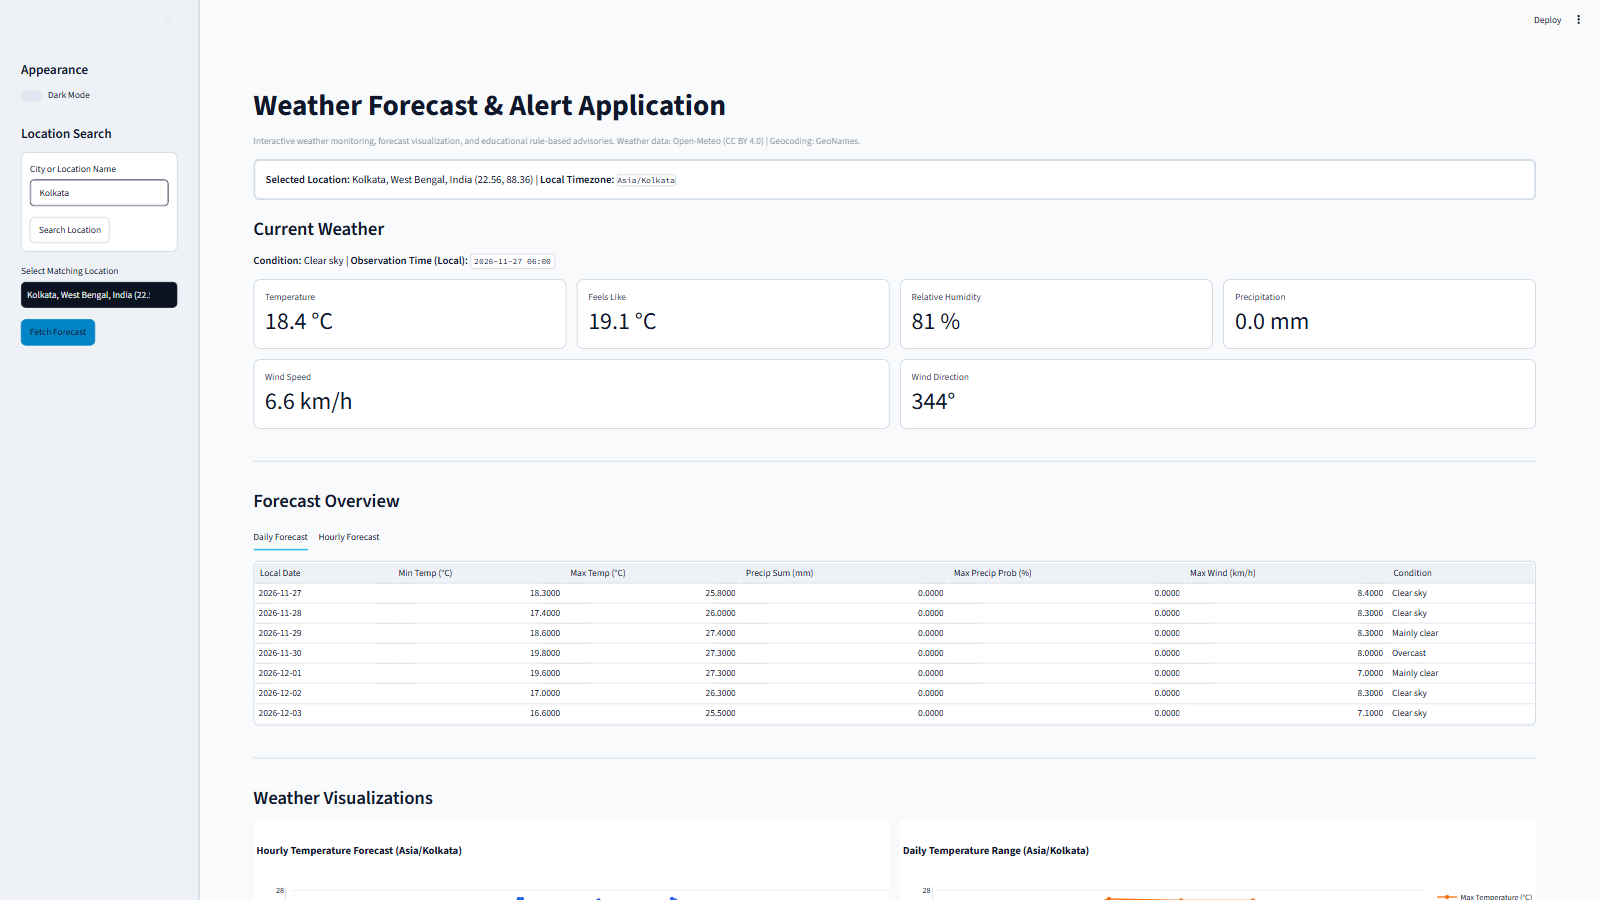 Deploy
Appearance
Dark Mode
Location Search
City or Location Name
Kolkata
Search Location
Select Matching Location
Kolkata, West Bengal, India (22.
Fetch Forecast
Weather Forecast & Alert Application
Interactive weather monitoring, forecast visualization, and educational rule-based advisories. Weather data: Open-Meteo (CC BY 4.0) | Geocoding: GeoNames.
Selected Location: Kolkata, West Bengal, India (22.56, 88.36) | Local Timezone: Asia/Kolkata
Current Weather
Condition: Clear sky | Observation Time (Local): 2026-11-27 06:00
Temperature Feels Like Relative Humidity Precipitation
18.4 °C 19.1 °C 81 % 0.0 mm
Wind Speed Wind Direction
6.6 km/h 344°
Forecast Overview
Daily Forecast Hourly Forecast
Local Date Min Temp (°C) Max Temp (°C) Precip Sum (mm) Max Precip Prob (%) Max Wind (km/h) Condition
2026-11-27 18.3000 25.8000 0.0000 0.0000 8.4000 Clear sky
2026-11-28 17.4000 26.0000 0.0000 0.0000 8.3000 Clear sky
2026-11-29 18.6000 27.4000 0.0000 0.0000 8.3000 Mainly clear
2026-11-30 19.8000 27.3000 0.0000 0.0000 8.0000 Overcast
2026-12-01 19.6000 27.3000 0.0000 0.0000 7.0000 Mainly clear
2026-12-02 17.0000 26.3000 0.0000 0.0000 8.3000 Clear sky
2026-12-03 16.6000 25.5000 0.0000 0.0000 7.1000 Clear sky
Weather Visualizations
Hourly Temperature Forecast (Asia/Kolkata) Daily Temperature Range (Asia/Kolkata)
28 28 Max Temperature (°C)